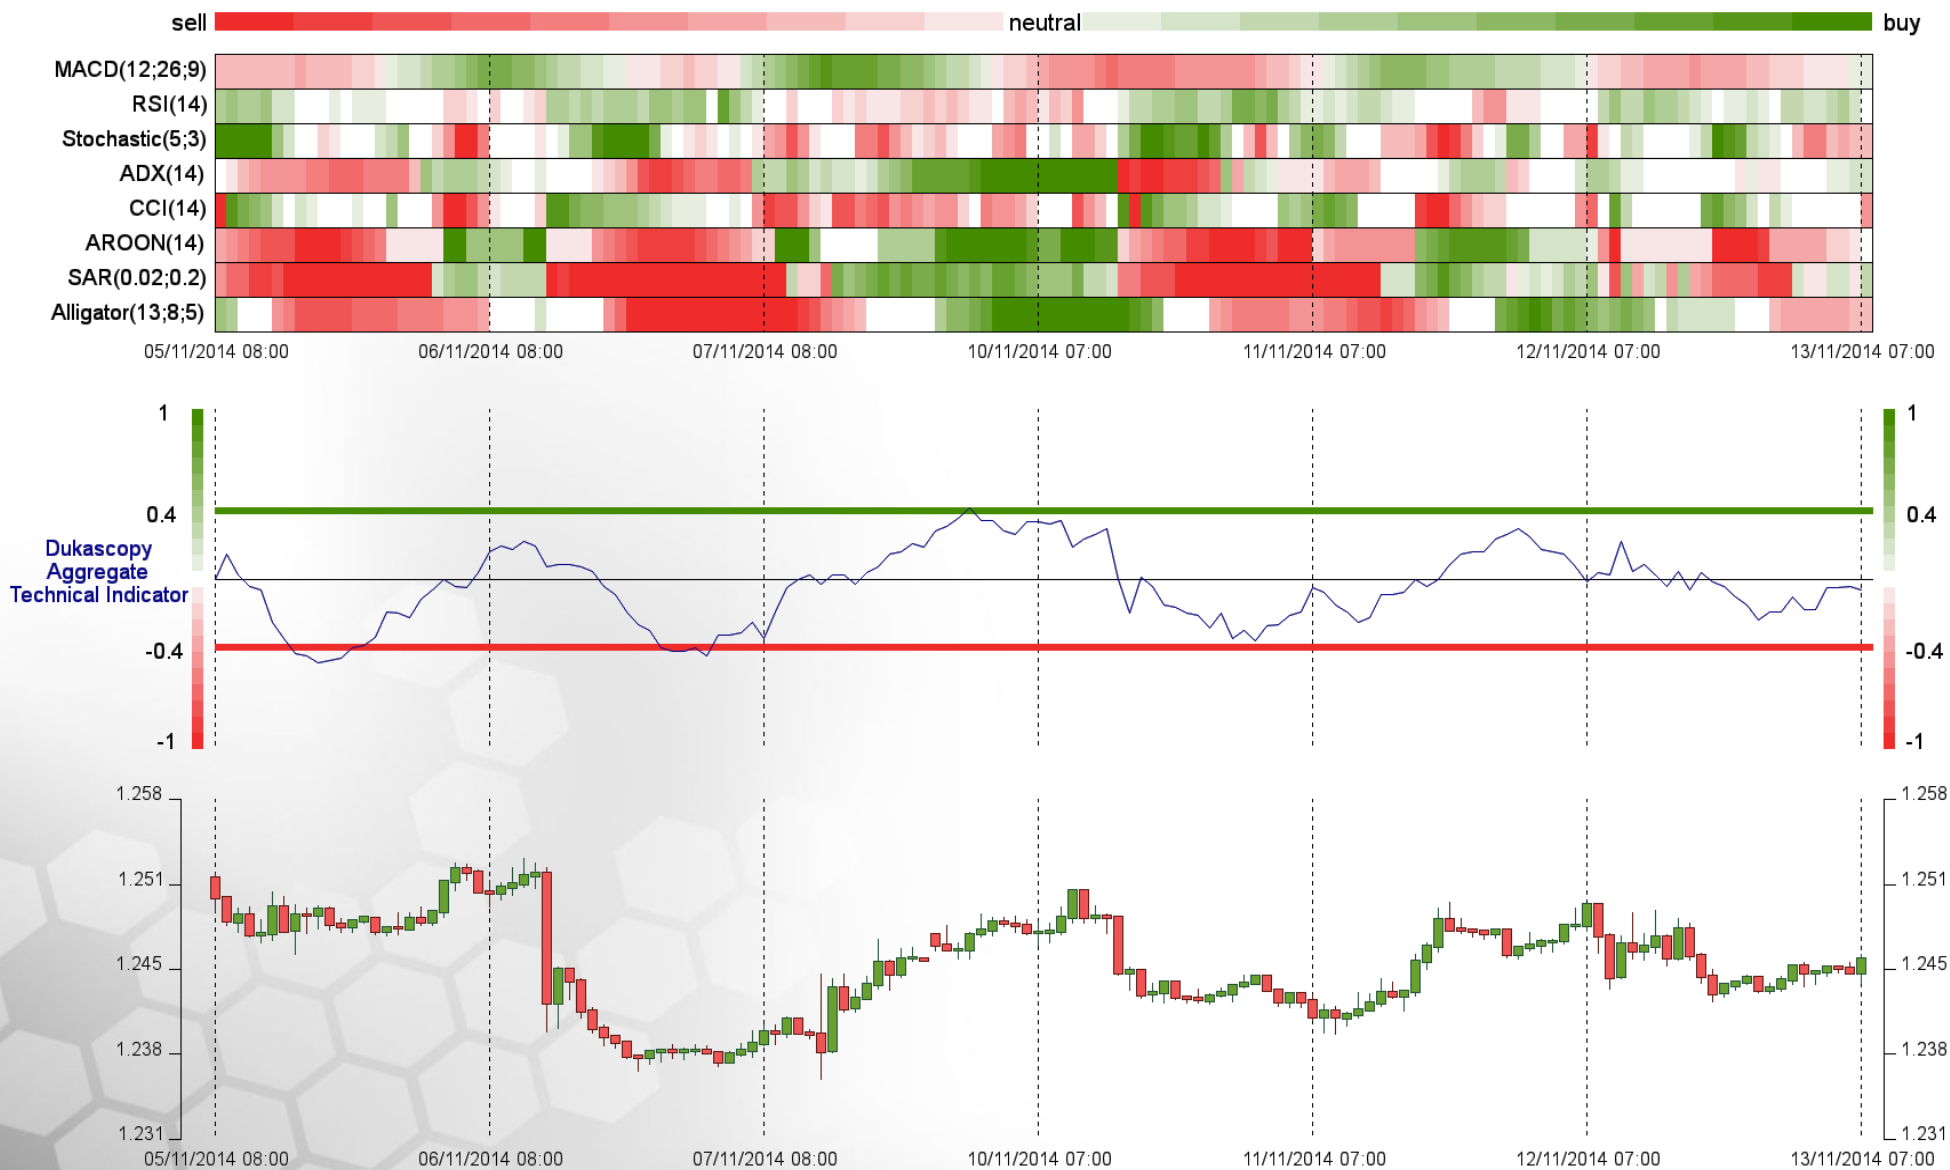 sell neutral buy
MACD(12;26;9)
RSI(14)
Stochastic(5;3)
ADX(14)
CCI(14)
AROON(14)
SAR(0.02;0.2)
Alligator(13;8;5)
05/11/2014 08:00 06/11/2014 08:00 07/11/2014 08:00 10/11/2014 07:00 11/11/2014 07:00 12/11/2014 07:00 13/11/2014 07:00
1 1
0.4 0.4
Dukascopy
Aggregate
Technical Indicator
-0.4 -0.4
-1 -1
1.258 1.258
1.251 1.251
1.245 1.245
1.238 1.238
1.231 1.231
05/11/2014 08:00 06/11/2014 08:00 07/11/2014 08:00 10/11/2014 07:00 11/11/2014 07:00 12/11/2014 07:00 13/11/2014 07:00